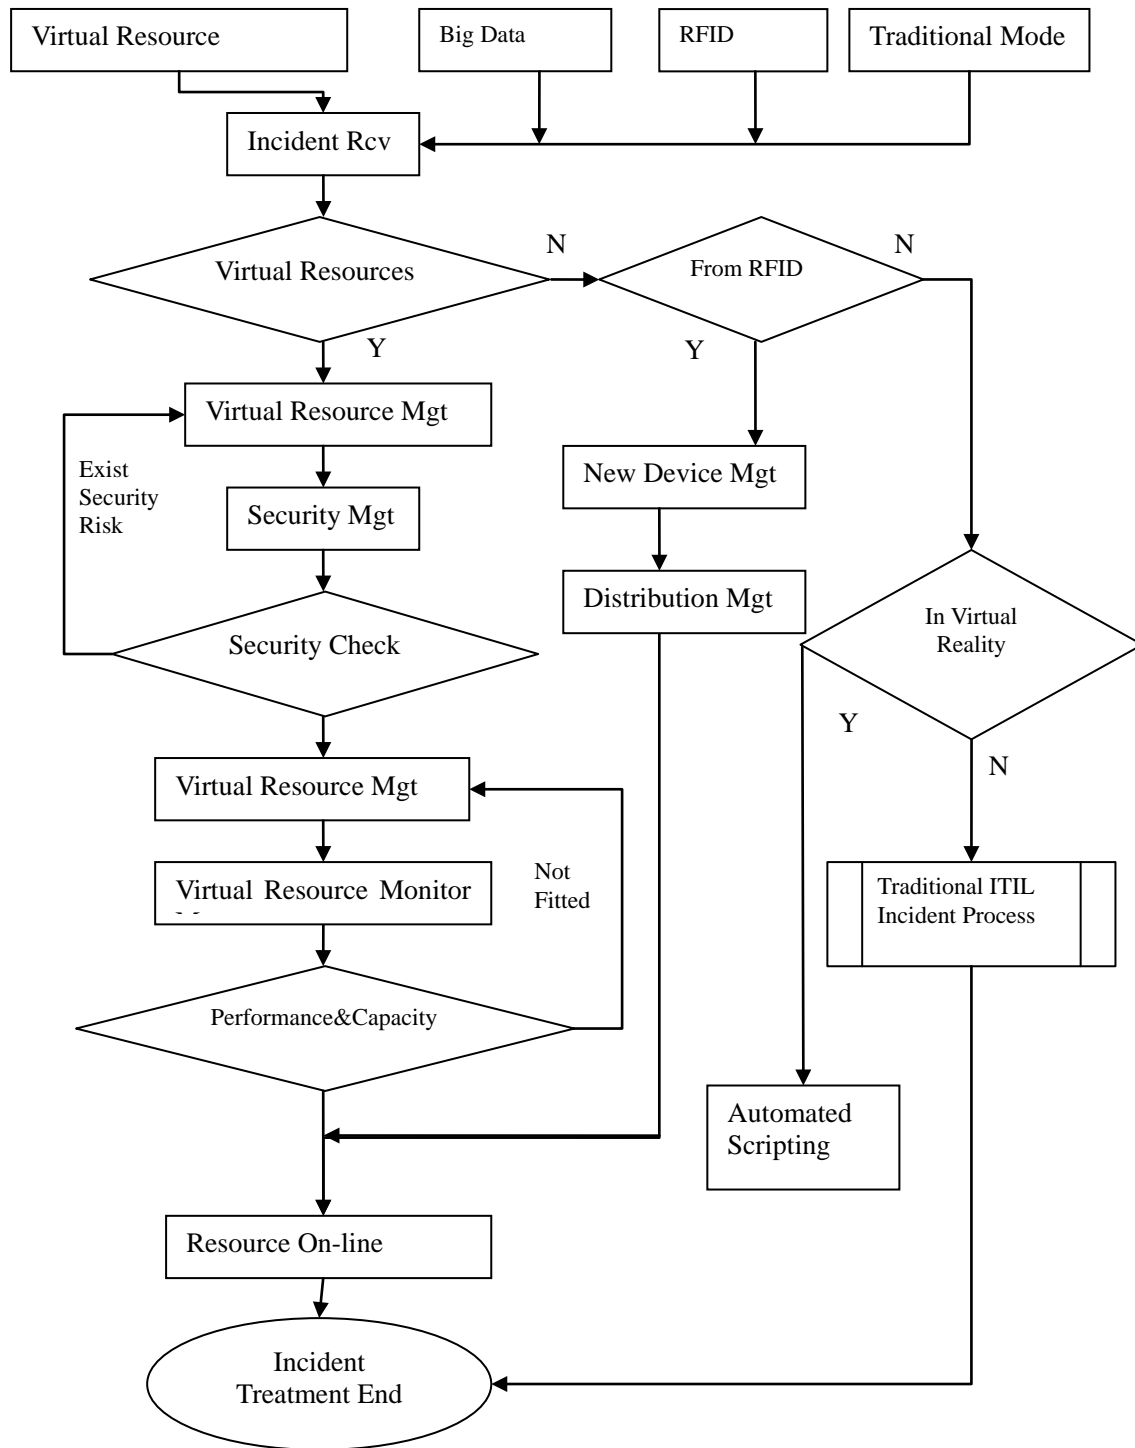 Virtual Resource
Big Data
RFID
Traditional Mode
Incident Rcv
Virtual Resources
N
From RFID
N
Y
Y
Virtual Resource Mgt
Exist
Security
Risk
New Device Mgt
Security Mgt
Distribution Mgt
In Virtual
Reality
Security Check
Y
N
Virtual Resource Mgt
Not
Fitted
Virtual Resource Monitor
Traditional ITIL
Incident Process
Performance&Capacity
Automated
Scripting
Resource On-line
Incident
Treatment End